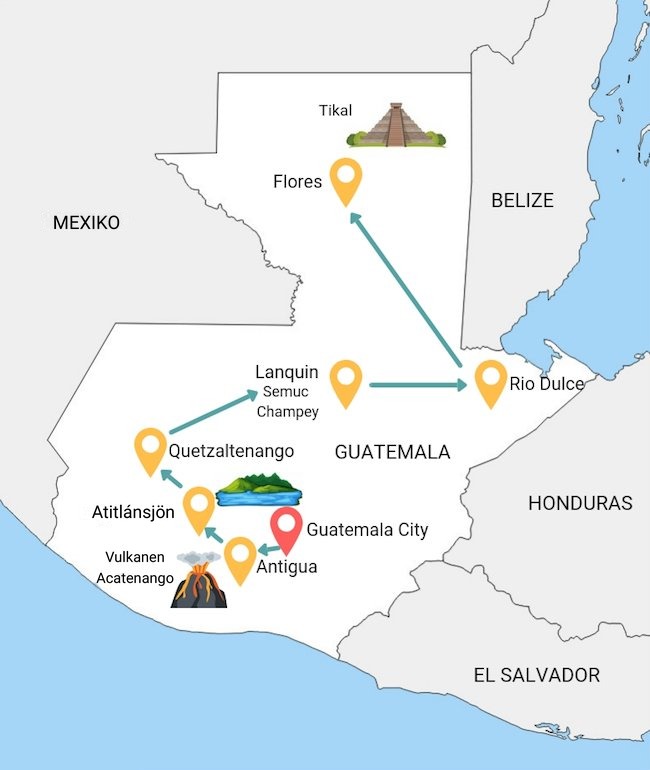 Tikal
Flores
BELIZE
MEXIKO
Lanquin
Semuc
Champey
Rio Dulce
Quetzaltenango
GUATEMALA
Atitlánsjön
HONDURAS
Guatemala City
Vulkanen
Acatenango
Antigua
EL SALVADOR